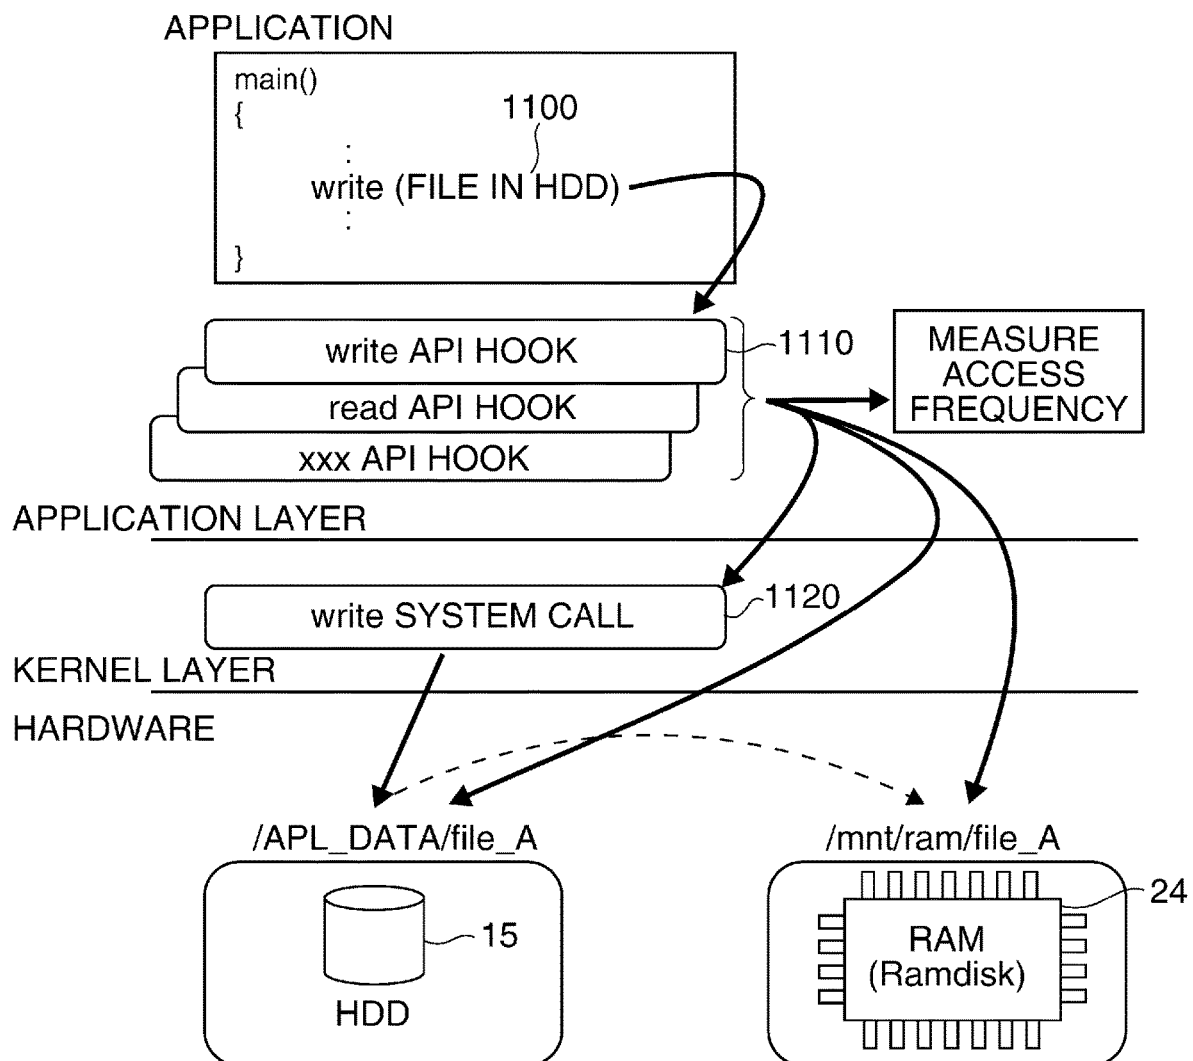 APPLICATION
main()
{
1100
:
write (FILE IN HDD)
:
}
write API HOOK
1110
MEASURE
ACCESS
FREQUENCY
read API HOOK
xxx API HOOK
APPLICATION LAYER
write SYSTEM CALL
1120
KERNEL LAYER
HARDWARE
/APL_DATA/file_A
/mnt/ram/file_A
15
HDD
24
RAM
(Ramdisk)